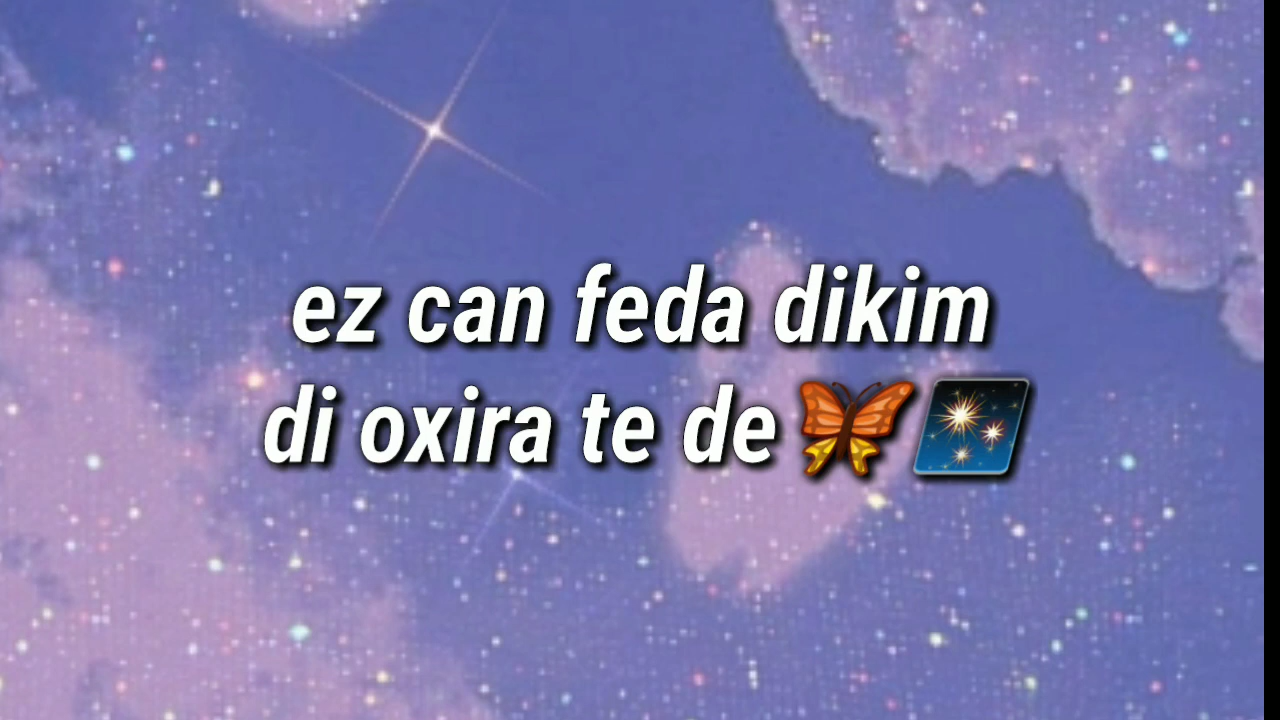 ez can feda dikim
di oxira te de 🦋🎇